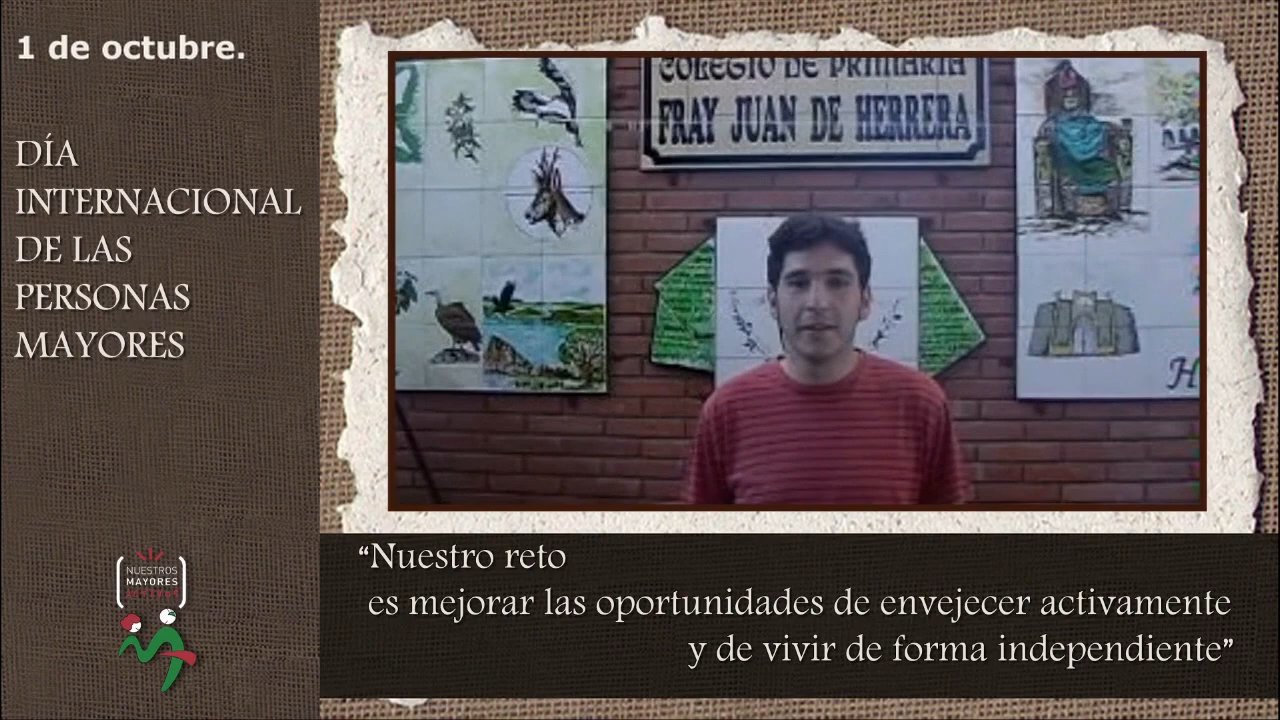 1 de octubre.
DÍA
INTERNACIONAL
DE LAS
PERSONAS
MAYORES
NUESTROS
MAYORES
COLEGIO DE PRIMARIA
FRAY JUAN DE HERRERA
H
“Nuestro reto
es mejorar las oportunidades de envejecer activamente
y de vivir de forma independiente”